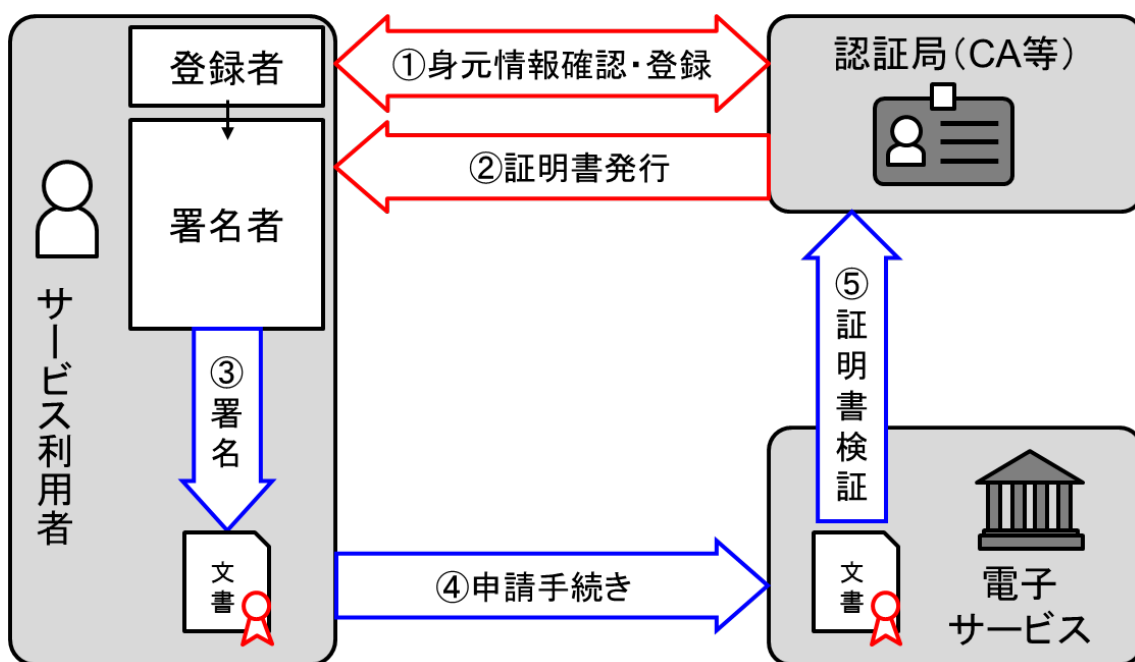 登録者
①身元情報確認・登録
認証局（CA等）
②証明書発行
署名者
サービス利用者
③署名
⑤証明書検証
文書
④申請手続き
文書
電子
サービス